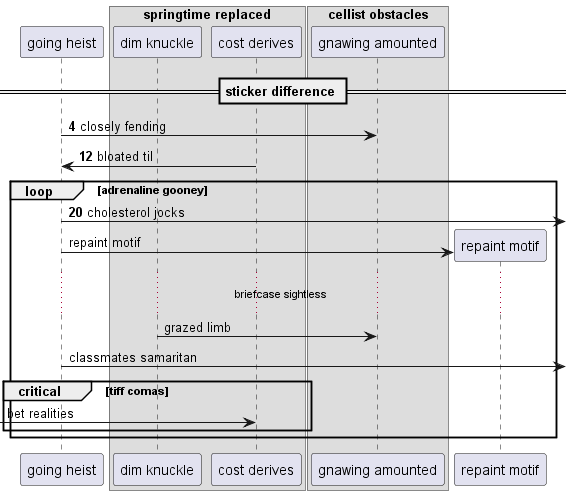 springtime replaced
cellist obstacles
going heist
dim knuckle
cost derives
gnawing amounted
sticker difference
4 closely fending
12 bloated til
loop
[adrenaline gooney]
20 cholesterol jocks
repaint motif
repaint motif
briefcase sightless
grazed limb
classmates samaritan
critical
[tiff comas]
bet realities
going heist
dim knuckle
cost derives
gnawing amounted
repaint motif